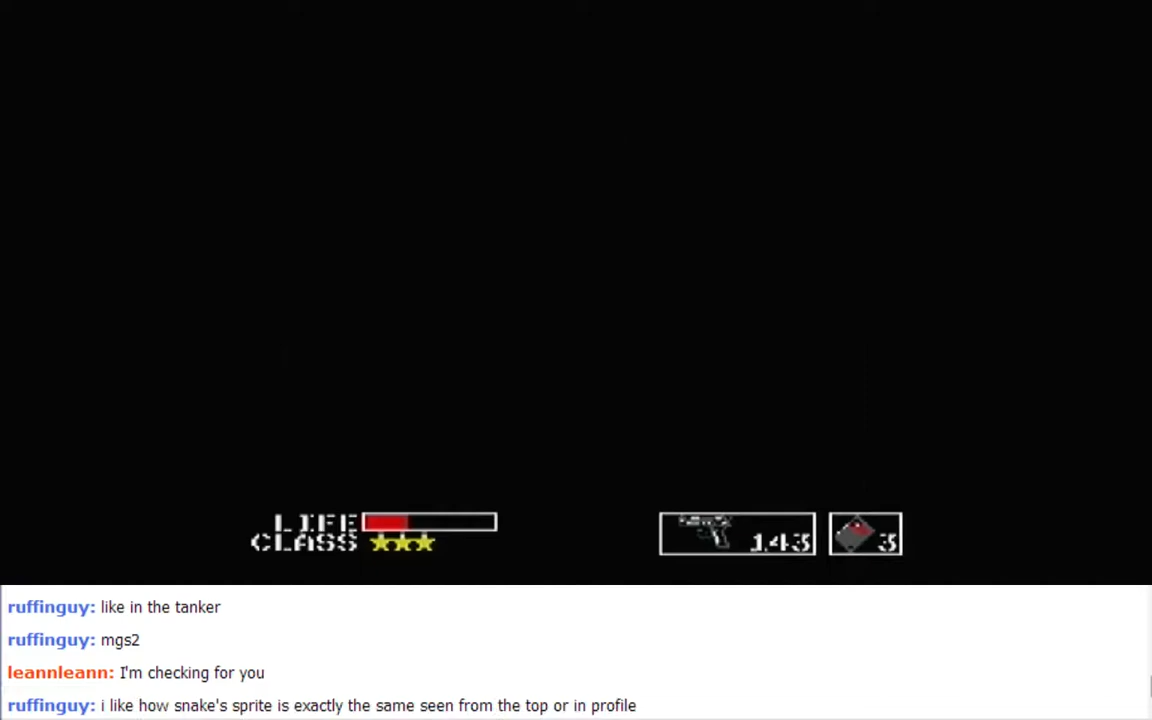 LIFE
CLASS
143
3
ruffinguy: like in the tanker
ruffinguy: mgs2
leannleann: I'm checking for you
ruffinguy: i like how snake's sprite is exactly the same seen from the top or in profile